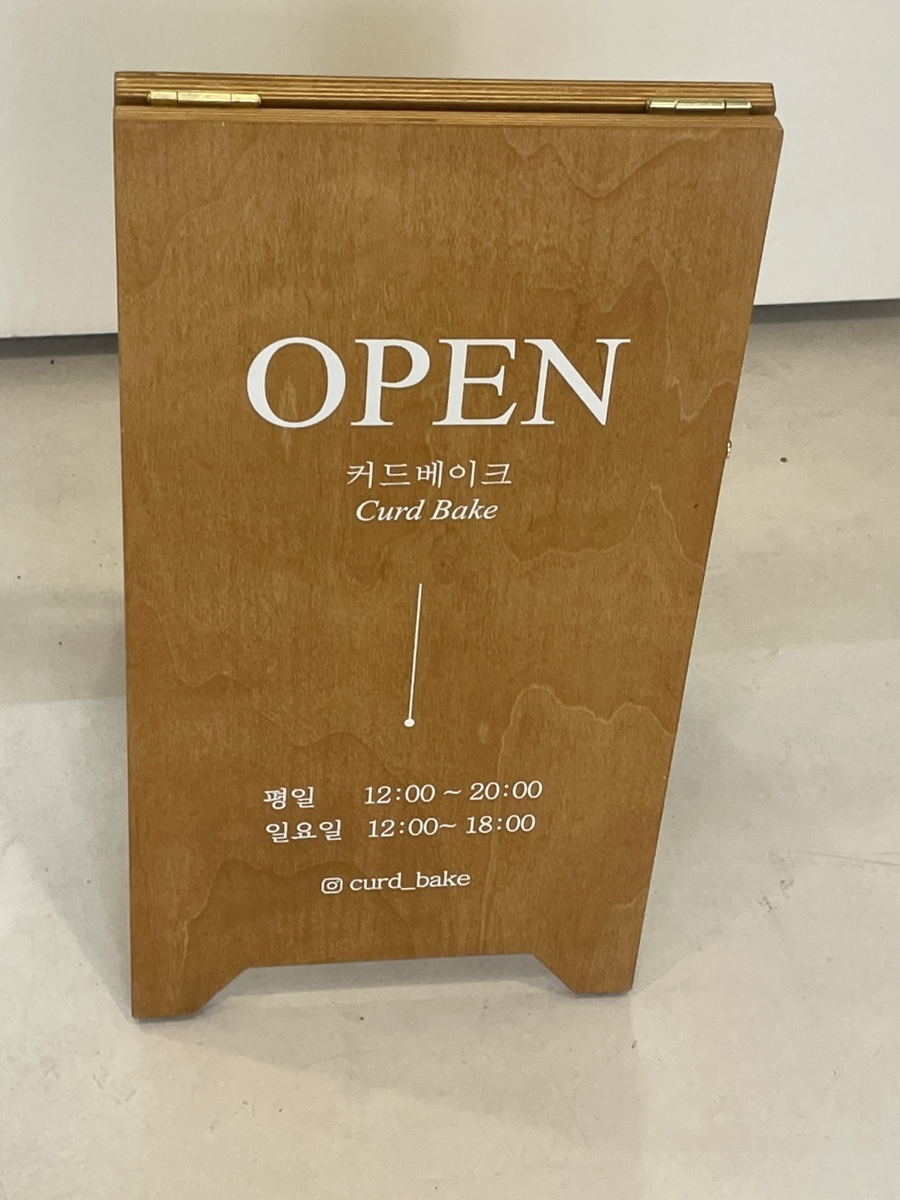 OPEN
커드베이크
Curd Bake
평일 12:00 ~ 20:00
일요일 12:00~ 18:00
curd_bake